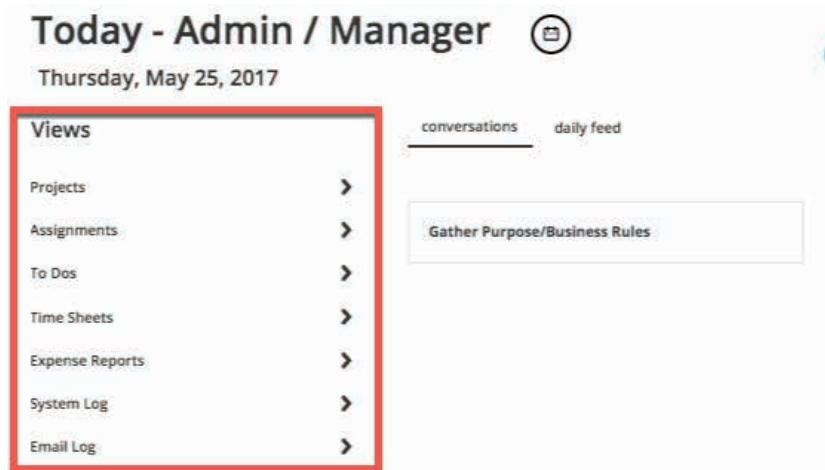 Today - Admin / Manager
Thursday, May 25, 2017
Views
Projects
Assignments
To Dos
Time Sheets
Expense Reports
System Log
Email Log
conversations daily feed
Gather Purpose/Business Rules